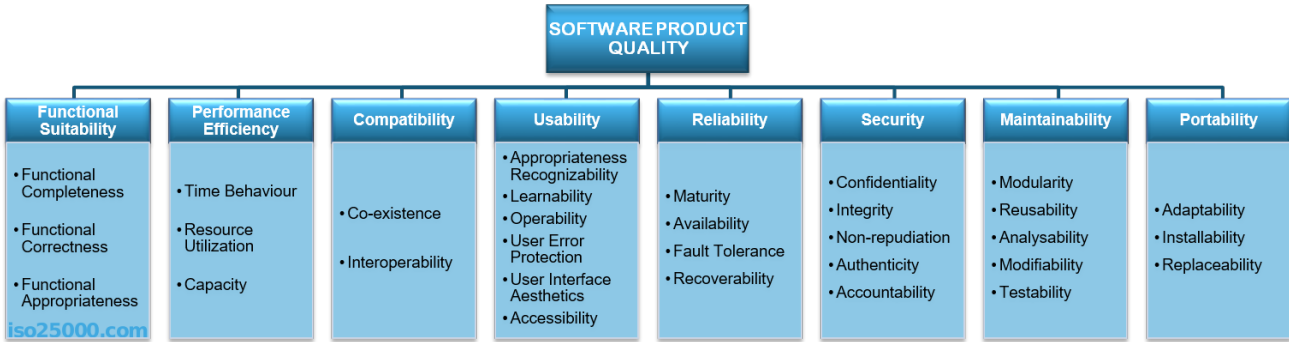 SOFTWARE PRODUCT
QUALITY
Functional
Suitability
• Functional
Completeness
• Functional
Correctness
• Functional
Appropriateness
iso25000.com
Performance
Efficiency
• Time Behaviour
• Resource
Utilization
• Capacity
Compatibility
• Co-existence
• Interoperability
Usability
• Appropriateness
Recognizability
• Learnability
• Operability
• User Error
Protection
• User Interface
Aesthetics
• Accessibility
Reliability
• Maturity
• Availability
• Fault Tolerance
• Recoverability
Security
• Confidentiality
• Integrity
• Non-repudiation
• Authenticity
• Accountability
Maintainability
• Modularity
• Reusability
• Analysability
• Modifiability
• Testability
Portability
• Adaptability
• Installability
• Replaceability